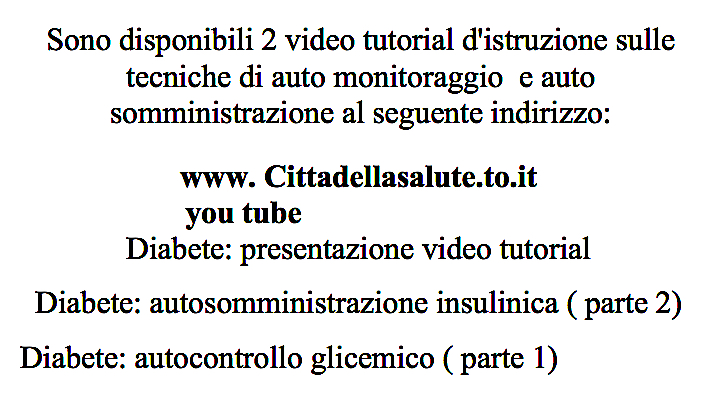 Sono disponibili 2 video tutorial d'istruzione sulle
tecniche di auto monitoraggio e auto
somministrazione al seguente indirizzo:
www. Cittadellasalute.to.it
you tube
Diabete: presentazione video tutorial
Diabete: autosomministrazione insulinica ( parte 2)
Diabete: autocontrollo glicemico ( parte 1)